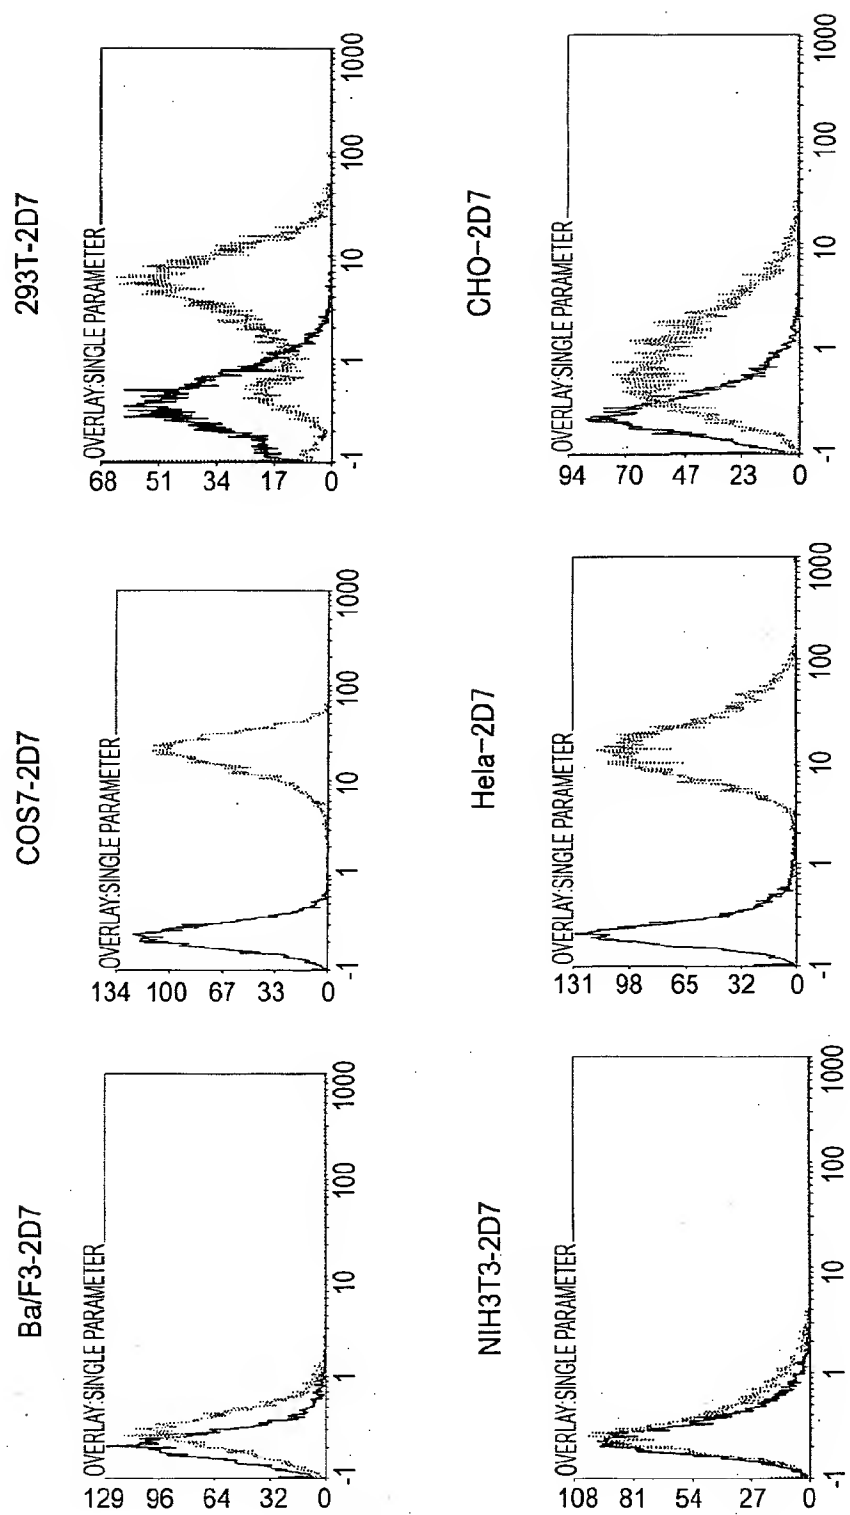 Ba/F3-2D7
OVERLAY:SINGLE PARAMETER
129
96
64
32
0
-1 1 10 100 1000
COS7-2D7
OVERLAY:SINGLE PARAMETER
134
100
67
33
0
-1 1 10 100 1000
293T-2D7
OVERLAY:SINGLE PARAMETER
68
51
34
17
0
-1 1 10 100 1000
NIH3T3-2D7
OVERLAY:SINGLE PARAMETER
108
81
54
27
0
-1 1 10 100 1000
Hela-2D7
OVERLAY:SINGLE PARAMETER
131
98
65
32
0
-1 1 10 100 1000
CHO-2D7
OVERLAY:SINGLE PARAMETER
94
70
47
23
0
-1 1 10 100 1000